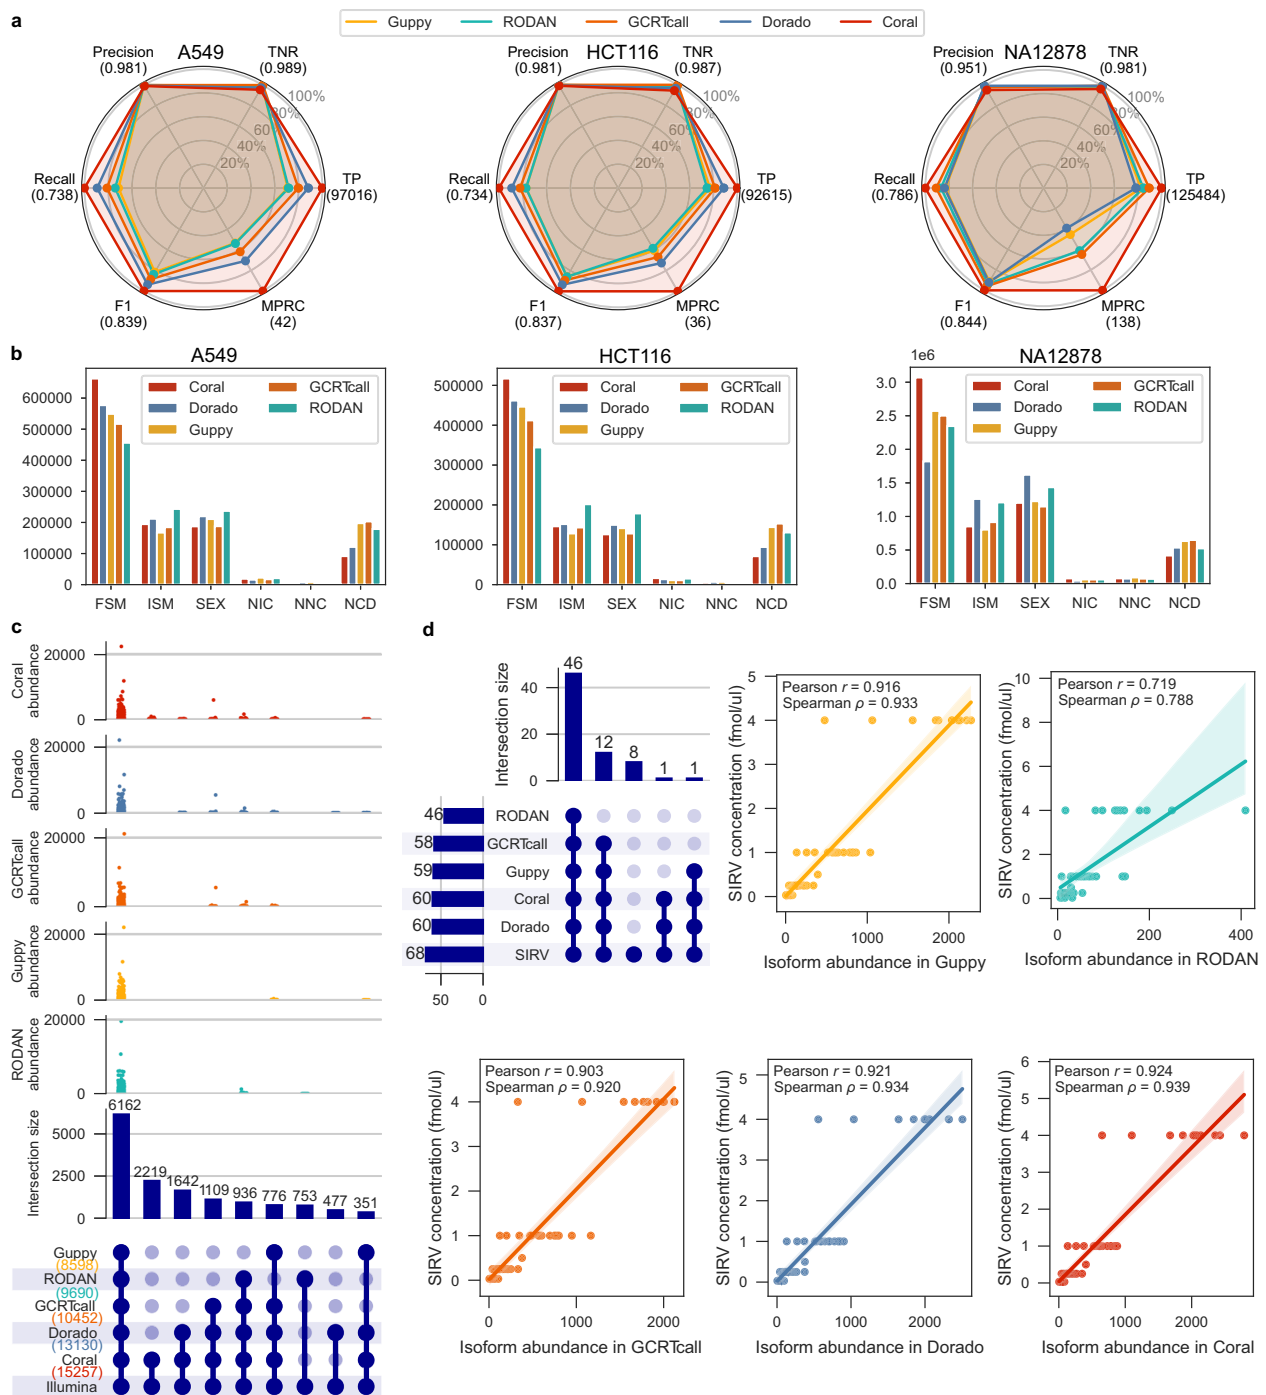 a
Guppy
RODAN
GCRTcall
Dorado
Coral
A549
Precision
(0.981)
TNR
(0.989)
100%
80%
60
40%
20%
Recall
(0.738)
TP
(97016)
F1
(0.839)
MPRC
(42)
HCT116
Precision
(0.981)
TNR
(0.987)
100%
80%
60
40%
20%
Recall
(0.734)
TP
(92615)
F1
(0.837)
MPRC
(36)
NA12878
Precision
(0.951)
TNR
(0.981)
100%
80%
60
40%
20%
Recall
(0.786)
TP
(125484)
F1
(0.844)
MPRC
(138)
b
A549
Coral
Dorado
Guppy
GCRTcall
RODAN
600000
500000
400000
300000
200000
100000
0
FSM ISM SEX NIC NNC NCD
HCT116
Coral
Dorado
Guppy
GCRTcall
RODAN
500000
400000
300000
200000
100000
0
FSM ISM SEX NIC NNC NCD
NA12878
1e6
Coral
Dorado
Guppy
GCRTcall
RODAN
3.0
2.5
2.0
1.5
1.0
0.5
0.0
FSM ISM SEX NIC NNC NCD
c
Coral
abundance
20000
0
Dorado
abundance
20000
0
GCRTcall
abundance
20000
0
Guppy
abundance
20000
0
RODAN
abundance
20000
0
Intersection size
5000
2500
0
6162 2219 1642 1109 936 776 753 477 351
Guppy
(8598)
RODAN
(9690)
GCRTcall
(10452)
Dorado
(13130)
Coral
(15257)
Illumina
d
Intersection size
40
20
0
46 12 8 1 1
46 RODAN
58 GCRTcall
59 Guppy
60 Coral
60 Dorado
68 SIRV
50 0
Pearson r = 0.916
Spearman ρ = 0.933
SIRV concentration (fmol/ul)
5
4
3
2
1
0
0 1000 2000
Isoform abundance in Guppy
Pearson r = 0.719
Spearman ρ = 0.788
SIRV concentration (fmol/ul)
10
8
6
4
2
0
0 200 400
Isoform abundance in RODAN
Pearson r = 0.903
Spearman ρ = 0.920
SIRV concentration (fmol/ul)
4
3
2
1
0
0 1000 2000
Isoform abundance in GCRTcall
Pearson r = 0.921
Spearman ρ = 0.934
SIRV concentration (fmol/ul)
5
4
3
2
1
0
0 1000 2000
Isoform abundance in Dorado
Pearson r = 0.924
Spearman ρ = 0.939
SIRV concentration (fmol/ul)
6
5
4
3
2
1
0
0 1000 2000
Isoform abundance in Coral